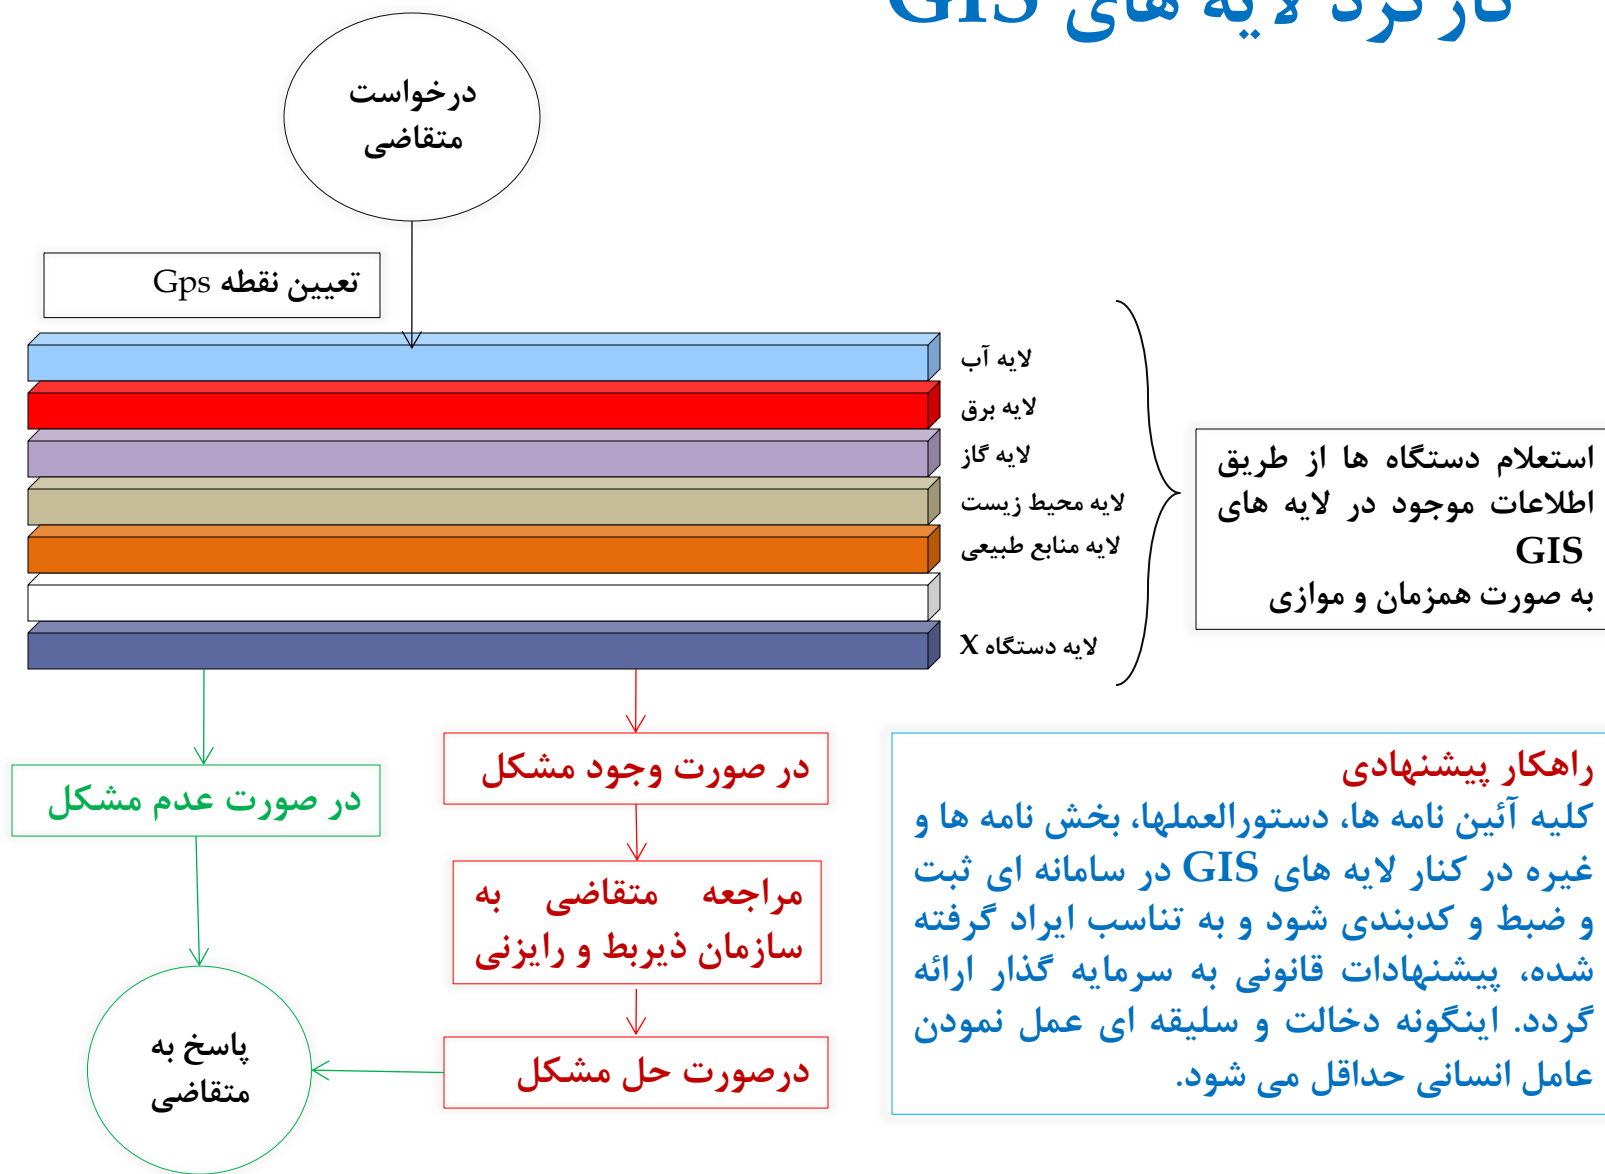 کارکرد لایه های GIS
درخواست
متقاضی
تعیین نقطه Gps
لایه آب
لایه برق
لایه گاز
لایه محیط زیست
لایه منابع طبیعی
لایه دستگاه X
استعلام دستگاه ها از طریق
اطلاعات موجود در لایه های
GIS
به صورت همزمان و موازی
در صورت عدم مشکل
در صورت وجود مشکل
مراجعه متقاضی به
سازمان ذیربط و رایزنی
درصورت حل مشکل
پاسخ به
متقاضی
راهکار پیشنهادی
کلیه آئین نامه ها، دستورالعملها، بخش نامه ها و
غیره در کنار لایه های GIS در سامانه ای ثبت
و ضبط و کدبندی شود و به تناسب ایراد گرفته
شده، پیشنهادات قانونی به سرمایه گذار ارائه
گردد. اینگونه دخالت و سلیقه ای عمل نمودن
عامل انسانی حداقل می شود.